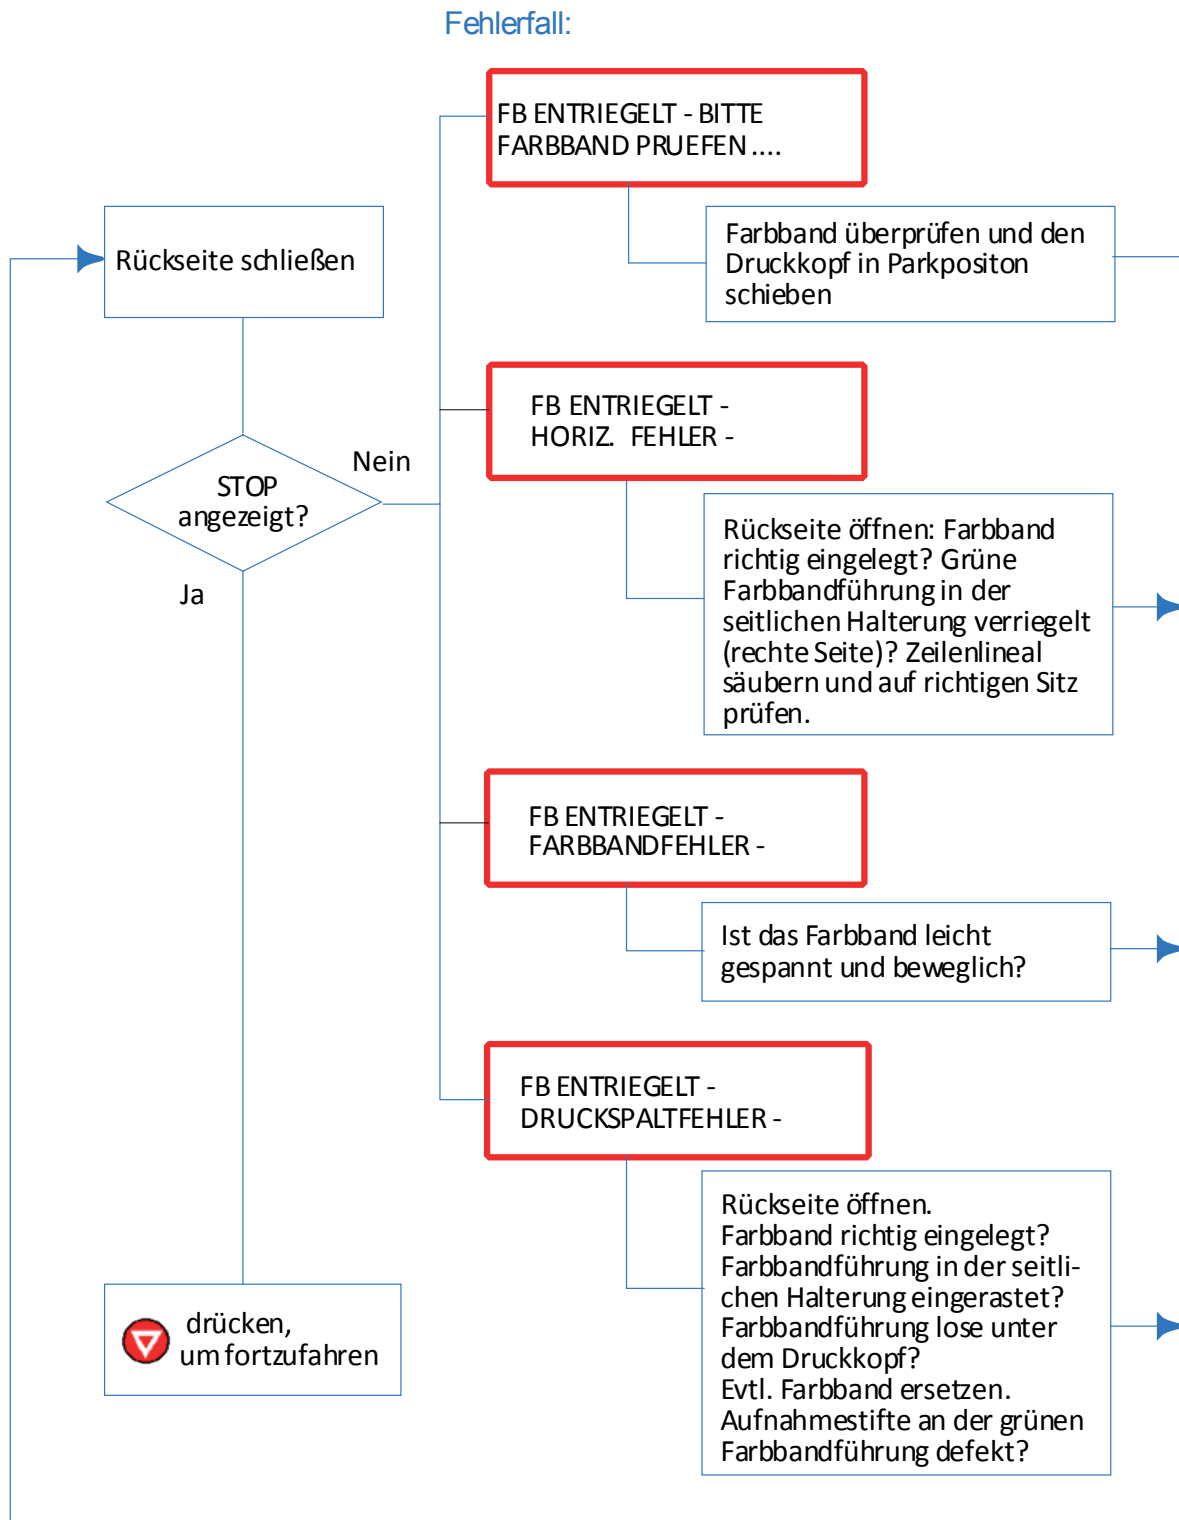 Fehlerfall:
FB ENTRIEGELT - BITTE
FARBBAND PRUEFEN ....
Farbband überprüfen und den
Druckkopf in Parkpositon
schieben
Rückseite schließen
FB ENTRIEGELT -
HORIZ. FEHLER -
Nein
STOP
angezeigt?
Ja
Rückseite öffnen: Farbband
richtig eingelegt? Grüne
Farbbandführung in der
seitlichen Halterung verriegelt
(rechte Seite)? Zeilenlineal
säubern und auf richtigen Sitz
prüfen.
FB ENTRIEGELT -
FARBBANDFEHLER -
Ist das Farbband leicht
gespannt und beweglich?
FB ENTRIEGELT -
DRUCKSPALTFEHLER -
Rückseite öffnen.
Farbband richtig eingelegt?
Farbbandführung in der seitli-
chen Halterung eingerastet?
Farbbandführung lose unter
dem Druckkopf?
Evtl. Farbband ersetzen.
Aufnahmestifte an der grünen
Farbbandführung defekt?
drücken,
um fortzufahren